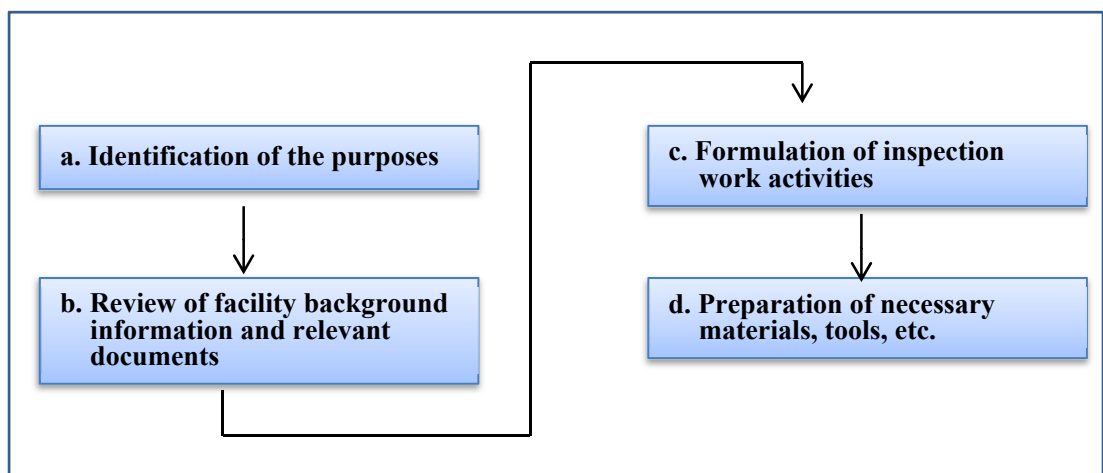 a. Identification of the purposes
b. Review of facility background
information and relevant
documents
c. Formulation of inspection
work activities
d. Preparation of necessary
materials, tools, etc.